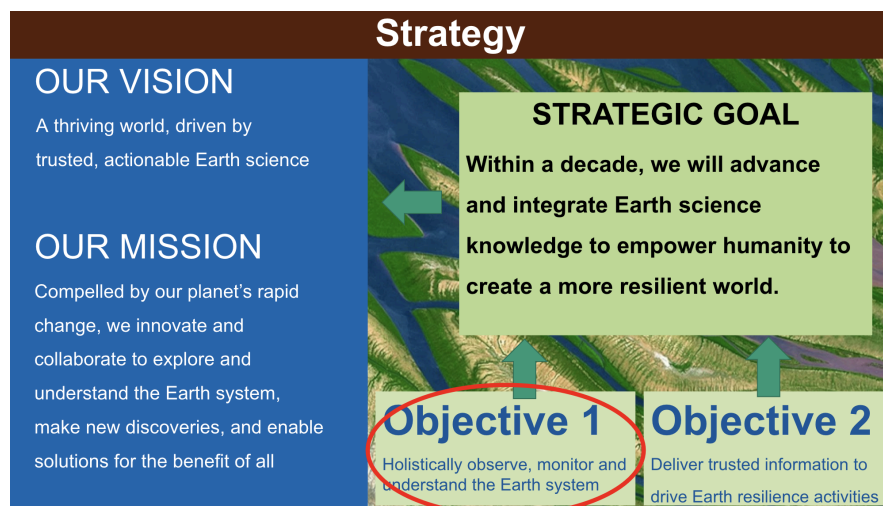 Strategy
OUR VISION
A thriving world, driven by
trusted, actionable Earth science
OUR MISSION
Compelled by our planet's rapid
change, we innovate and
collaborate to explore and
understand the Earth system,
make new discoveries, and enable
solutions for the benefit of all
STRATEGIC GOAL
Within a decade, we will advance
and integrate Earth science
knowledge to empower humanity to
create a more resilient world.
Objective 1
Holistically observe, monitor and
understand the Earth system
Objective 2
Deliver trusted information to
drive Earth resilience activities